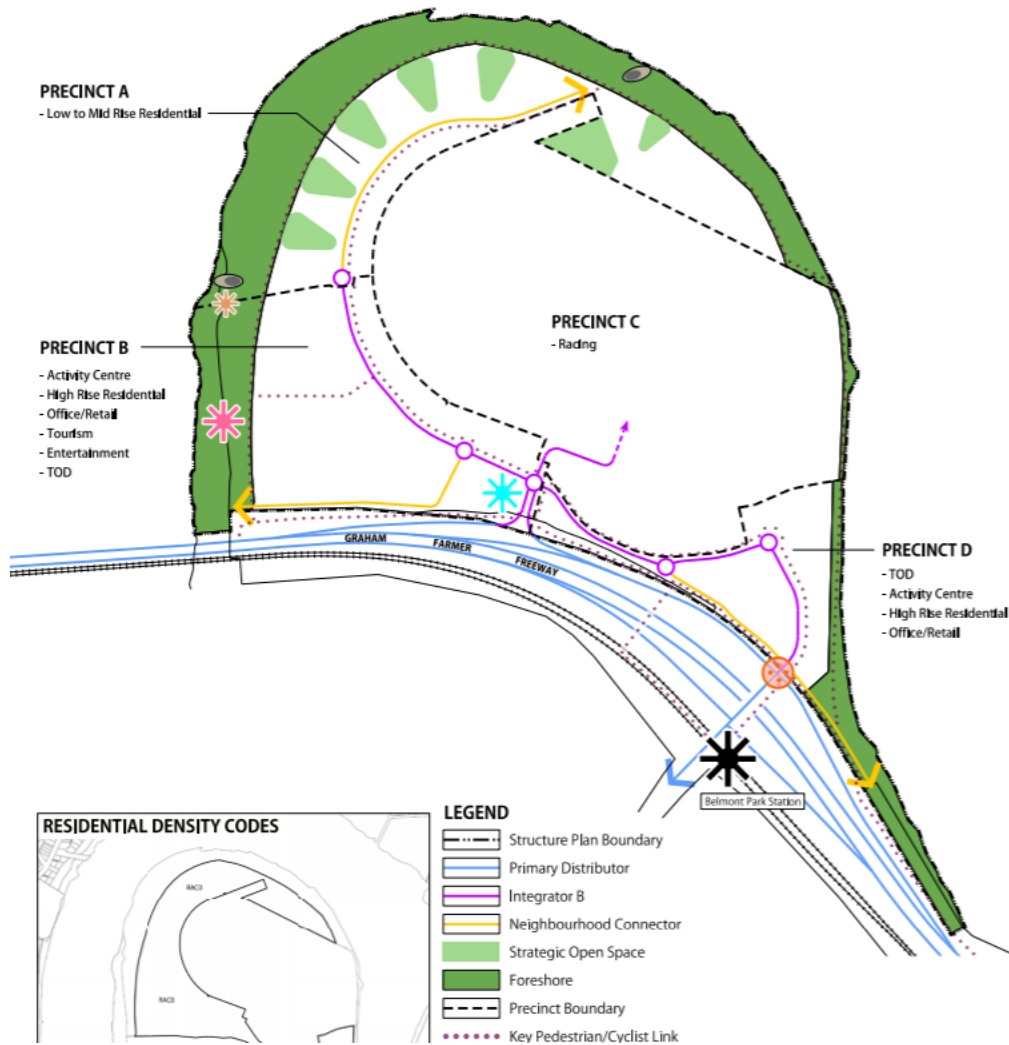 PRECINCT A
- Low to Mid Rise Residential
PRECINCT B
- Activity Centre
- High Rise Residential
- Office/Retail
- Tourism
- Entertainment
- TOD
PRECINCT C
- Racing
GRAHAM FARMER FREEWAY
PRECINCT D
- TOD
- Activity Centre
- High Rise Residential
- Office/Retail
Belmont Park Station
RESIDENTIAL DENSITY CODES
RAC0
RAC0
LEGEND
Structure Plan Boundary
Primary Distributor
Integrator B
Neighbourhood Connector
Strategic Open Space
Foreshore
Precinct Boundary
Key Pedestrian/Cyclist Link